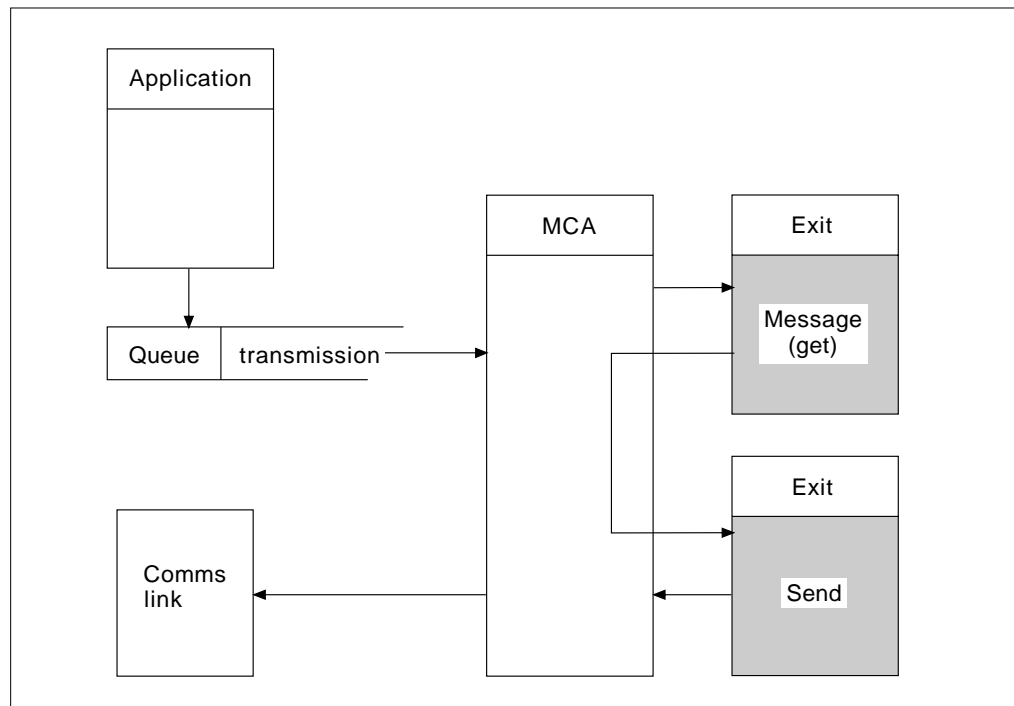 Application
MCA
Exit
Message
(get)
Queue
transmission
Exit
Comms
link
Send